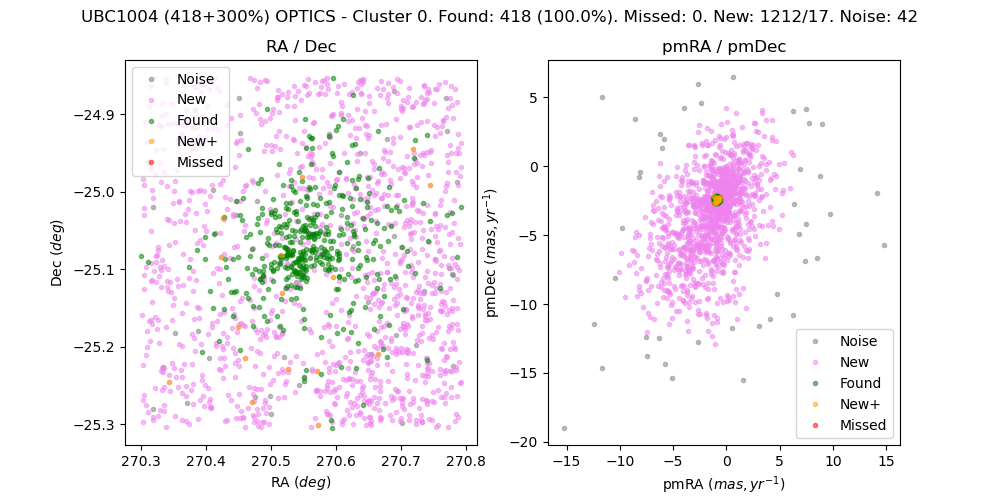 UBC1004 (418+300%) OPTICS - Cluster 0. Found: 418 (100.0%). Missed: 0. New: 1212/17. Noise: 42
RA / Dec
Noise
New
Found
New+
Missed
−24.9
−25.0
−25.1
−25.2
−25.3
Dec (deg)
270.3 270.4 270.5 270.6 270.7 270.8
RA (deg)
pmRA / pmDec
5
0
−5
−10
−15
−20
pmDec (mas, yr⁻¹)
Noise
New
Found
New+
Missed
−15 −10 −5 0 5 10 15
pmRA (mas, yr⁻¹)